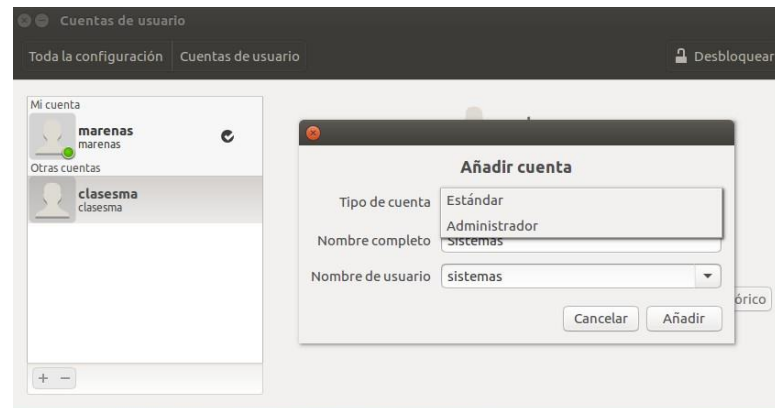 Cuentas de usuario
Toda la configuración Cuentas de usuario Desbloquear
Mi cuenta
marenas
marenas
Otras cuentas
clasesma
clasesma
Añadir cuenta
Tipo de cuenta Estándar
Administrador
Nombre completo Sistemas
Nombre de usuario sistemas
órico
Cancelar Añadir
+ −